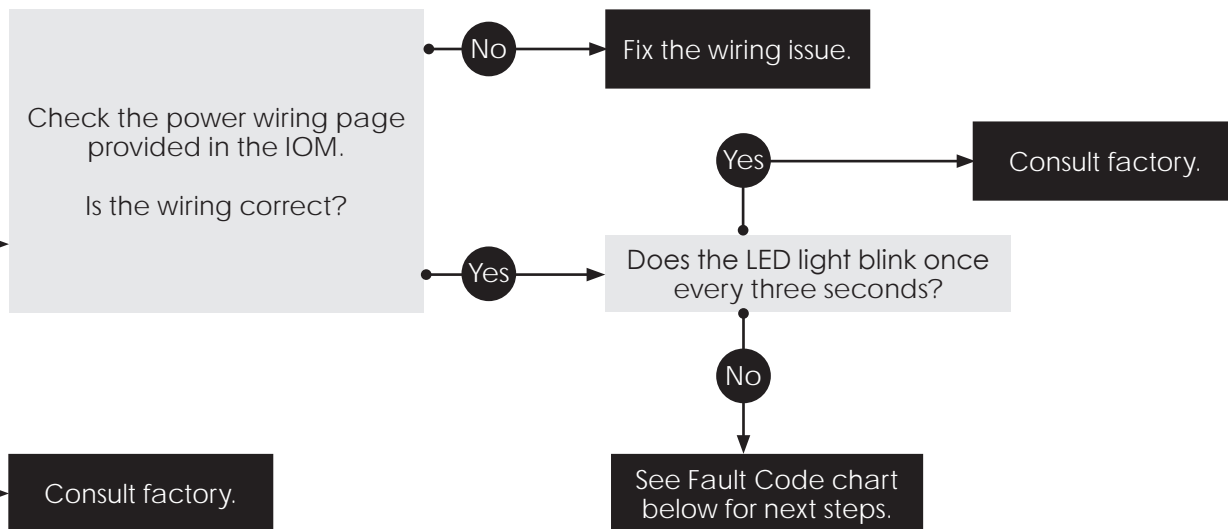 Check the power wiring page
provided in the IOM.
Is the wiring correct?
No
Fix the wiring issue.
Yes
Does the LED light blink once
every three seconds?
Yes
Consult factory.
No
See Fault Code chart
below for next steps.
Consult factory.